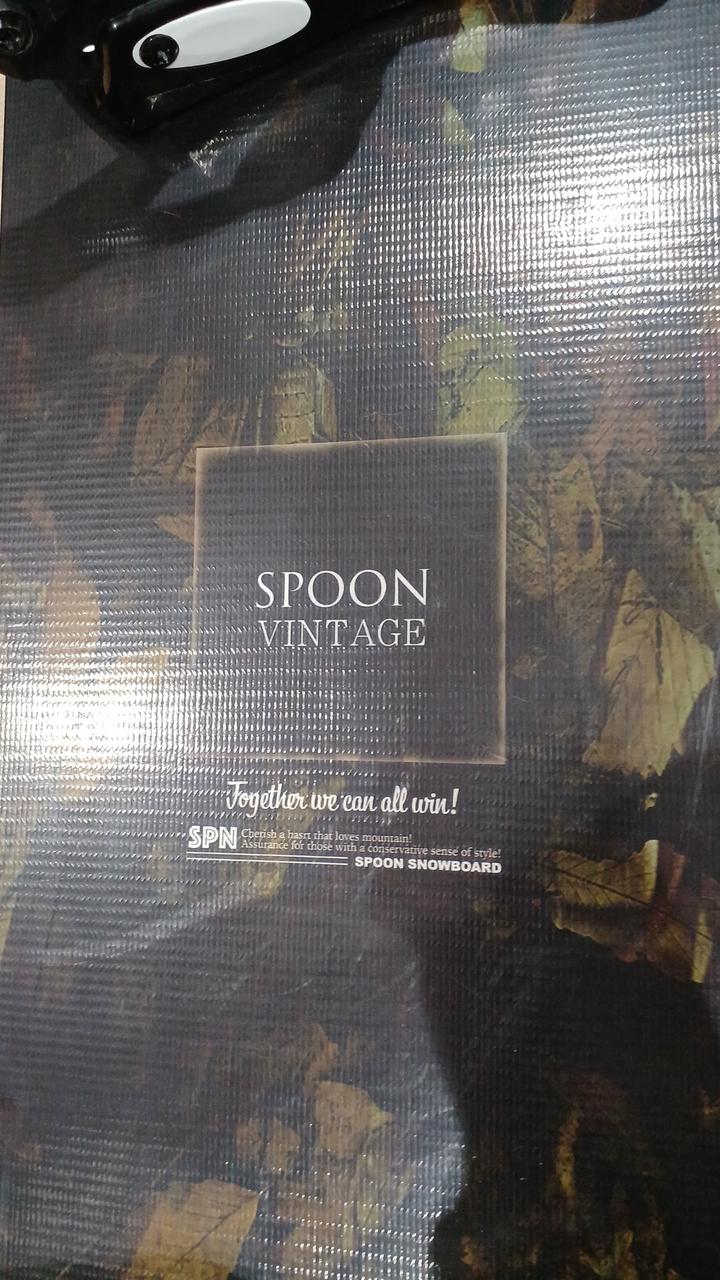 SPOON
VINTAGE
Together we can all win!
SPN
Cherish a hasrt that loves mountain!
Assurance for those with a conservative sense of style!
SPOON SNOWBOARD